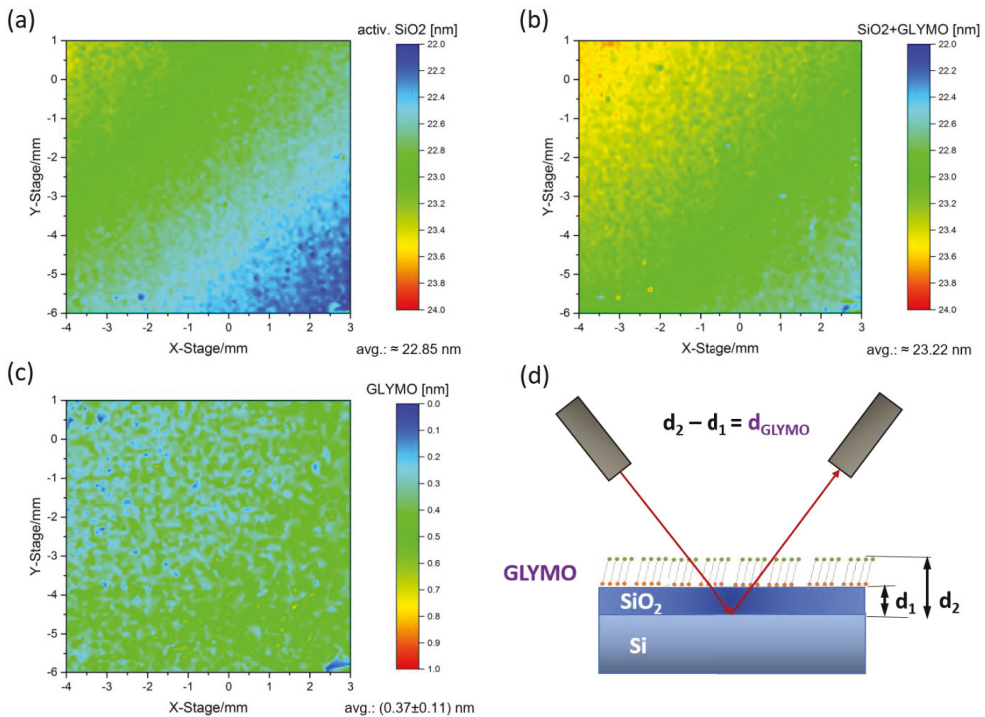 (a)
activ. SiO2 [nm]
1
0
-1
-2
-3
-4
-5
-6
Y-Stage/mm
-4 -3 -2 -1 0 1 2 3
X-Stage/mm
22.0
22.2
22.4
22.6
22.8
23.0
23.2
23.4
23.6
23.8
24.0
avg.: ≈ 22.85 nm
(b)
SiO2+GLYMO [nm]
1
0
-1
-2
-3
-4
-5
-6
Y-Stage/mm
-4 -3 -2 -1 0 1 2 3
X-Stage/mm
22.0
22.2
22.4
22.6
22.8
23.0
23.2
23.4
23.6
23.8
24.0
avg.: ≈ 23.22 nm
(c)
GLYMO [nm]
1
0
-1
-2
-3
-4
-5
-6
Y-Stage/mm
-4 -3 -2 -1 0 1 2 3
X-Stage/mm
0.0
0.1
0.2
0.3
0.4
0.5
0.6
0.7
0.8
0.9
1.0
avg.: (0.37±0.11) nm
(d)
d₂ – d₁ = d_GLYMO
GLYMO
SiO₂
d₁ d₂
Si